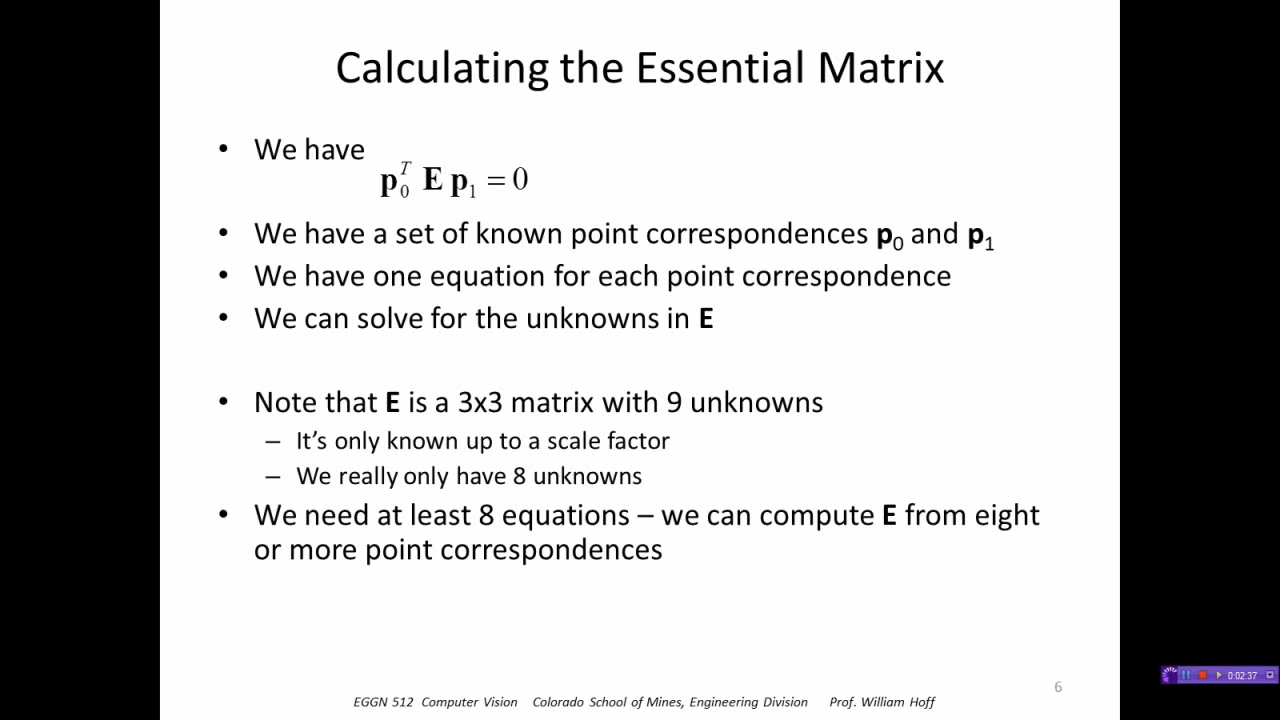 Calculating the Essential Matrix
• We have
p₀ᵀ E p₁ = 0
• We have a set of known point correspondences p₀ and p₁
• We have one equation for each point correspondence
• We can solve for the unknowns in E
• Note that E is a 3x3 matrix with 9 unknowns
– It's only known up to a scale factor
– We really only have 8 unknowns
• We need at least 8 equations – we can compute E from eight
or more point correspondences
6
0:02:37
EGGN 512 Computer Vision Colorado School of Mines, Engineering Division Prof. William Hoff